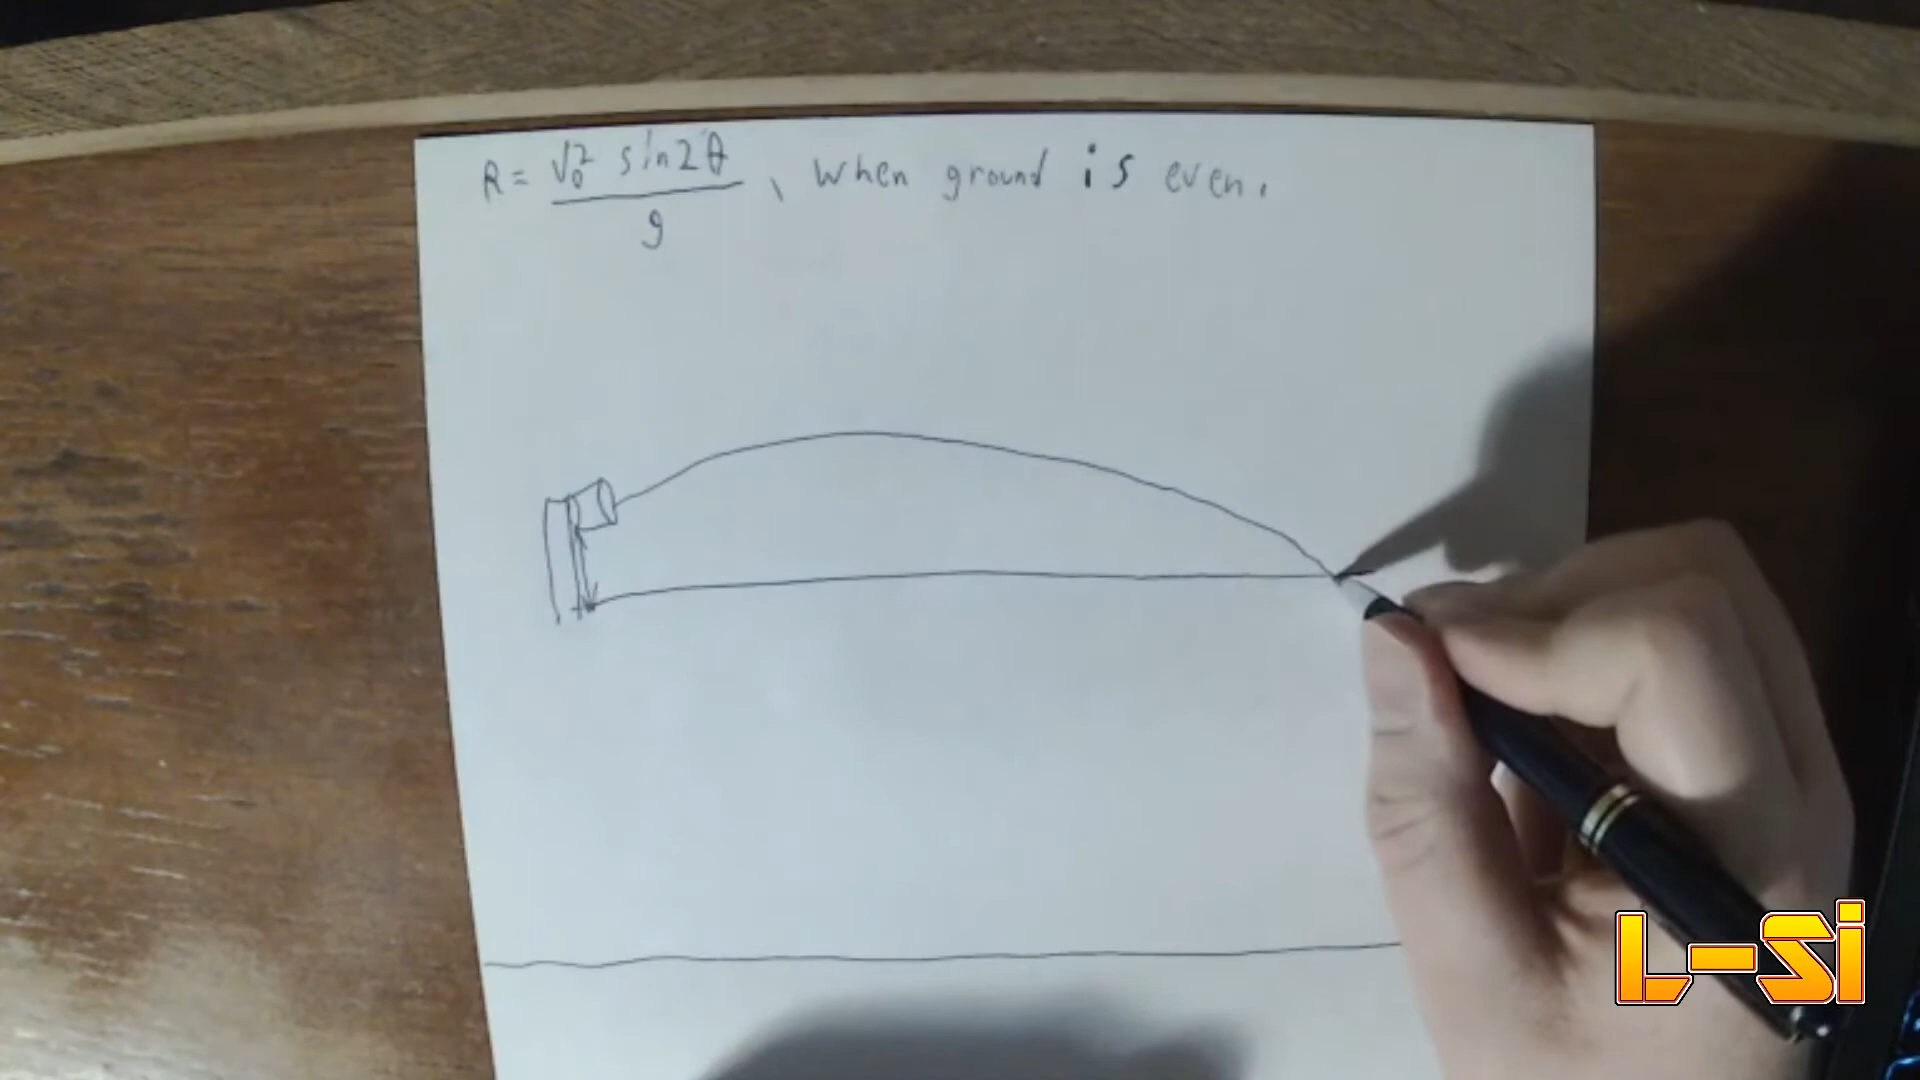 R = V₀² sin2θ / g , when ground is even.
L-Si